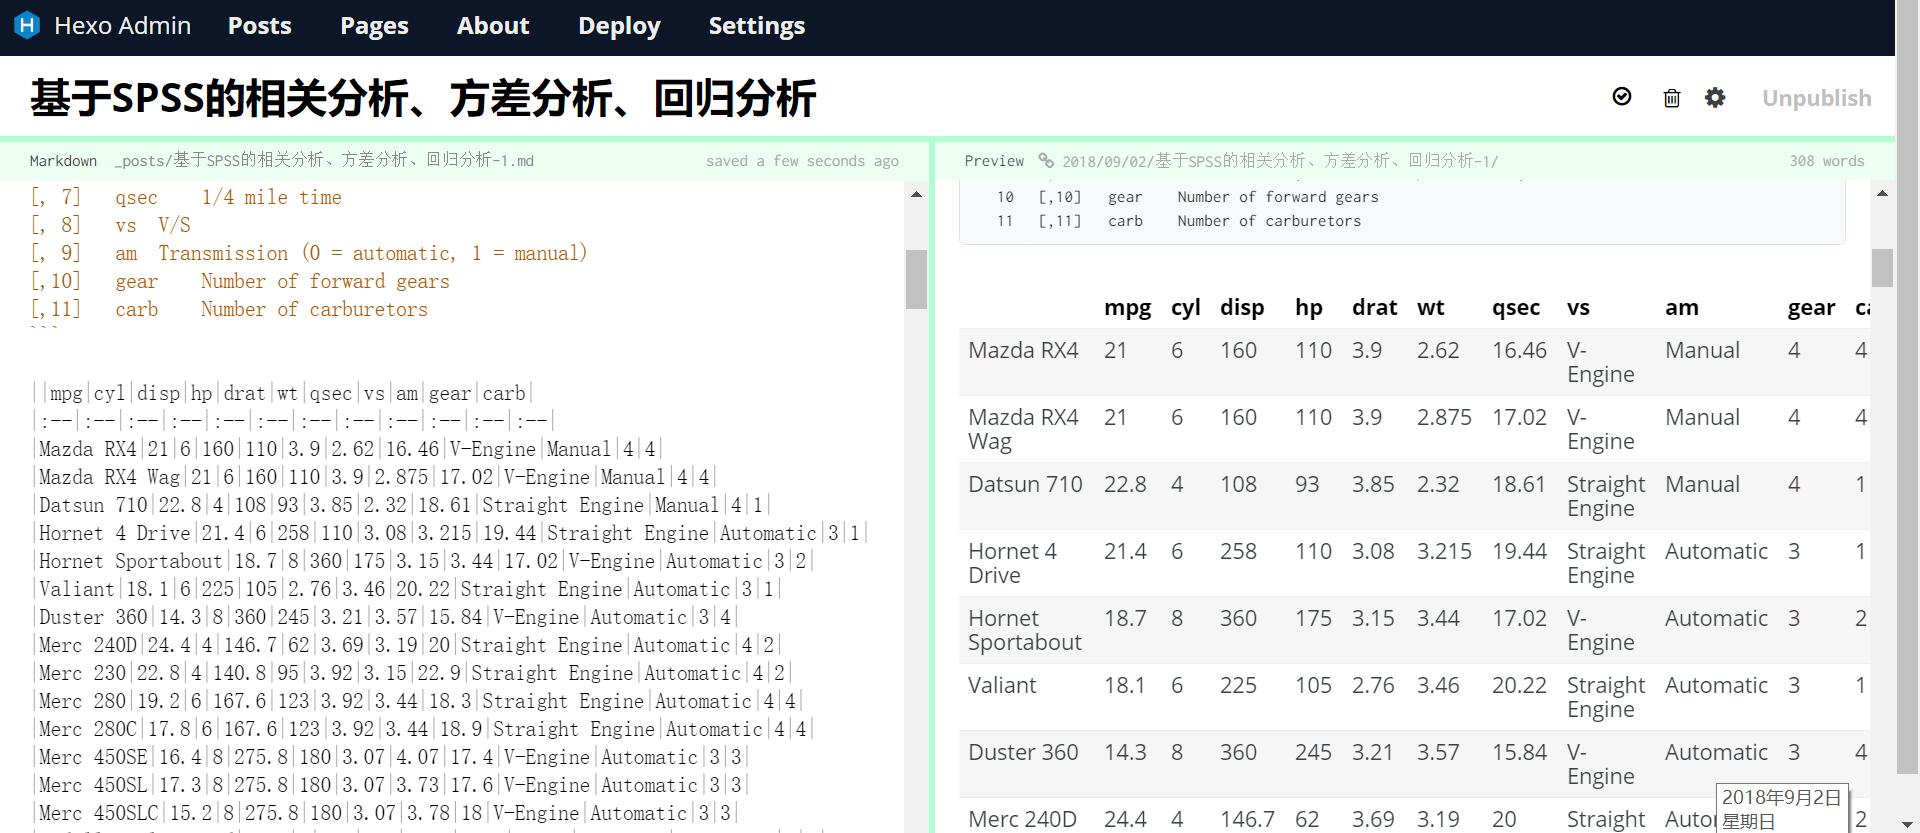 Hexo Admin Posts Pages About Deploy Settings
基于SPSS的相关分析、方差分析、回归分析
Unpublish
Markdown _posts/基于SPSS的相关分析、方差分析、回归分析-1.md saved a few seconds ago
[, 7] qsec 1/4 mile time
[, 8] vs V/S
[, 9] am Transmission (0 = automatic, 1 = manual)
[,10] gear Number of forward gears
[,11] carb Number of carburetors
```
||mpg|cyl|disp|hp|drat|wt|qsec|vs|am|gear|carb|
|:--|:--|:--|:--|:--|:--|:--|:--|:--|:--|:--|:--|
|Mazda RX4|21|6|160|110|3.9|2.62|16.46|V-Engine|Manual|4|4|
|Mazda RX4 Wag|21|6|160|110|3.9|2.875|17.02|V-Engine|Manual|4|4|
|Datsun 710|22.8|4|108|93|3.85|2.32|18.61|Straight Engine|Manual|4|1|
|Hornet 4 Drive|21.4|6|258|110|3.08|3.215|19.44|Straight Engine|Automatic|3|1|
|Hornet Sportabout|18.7|8|360|175|3.15|3.44|17.02|V-Engine|Automatic|3|2|
|Valiant|18.1|6|225|105|2.76|3.46|20.22|Straight Engine|Automatic|3|1|
|Duster 360|14.3|8|360|245|3.21|3.57|15.84|V-Engine|Automatic|3|4|
|Merc 240D|24.4|4|146.7|62|3.69|3.19|20|Straight Engine|Automatic|4|2|
|Merc 230|22.8|4|140.8|95|3.92|3.15|22.9|Straight Engine|Automatic|4|2|
|Merc 280|19.2|6|167.6|123|3.92|3.44|18.3|Straight Engine|Automatic|4|4|
|Merc 280C|17.8|6|167.6|123|3.92|3.44|18.9|Straight Engine|Automatic|4|4|
|Merc 450SE|16.4|8|275.8|180|3.07|4.07|17.4|V-Engine|Automatic|3|3|
|Merc 450SL|17.3|8|275.8|180|3.07|3.73|17.6|V-Engine|Automatic|3|3|
|Merc 450SLC|15.2|8|275.8|180|3.07|3.78|18|V-Engine|Automatic|3|3|
Preview 2018/09/02/基于SPSS的相关分析、方差分析、回归分析-1/ 308 words
10 [,10] gear Number of forward gears
11 [,11] carb Number of carburetors
mpg cyl disp hp drat wt qsec vs am gear ca
Mazda RX4 21 6 160 110 3.9 2.62 16.46 V- Manual 4 4
Engine
Mazda RX4 21 6 160 110 3.9 2.875 17.02 V- Manual 4 4
Wag Engine
Datsun 710 22.8 4 108 93 3.85 2.32 18.61 Straight Manual 4 1
Engine
Hornet 4 21.4 6 258 110 3.08 3.215 19.44 Straight Automatic 3 1
Drive Engine
Hornet 18.7 8 360 175 3.15 3.44 17.02 V- Automatic 3 2
Sportabout Engine
Valiant 18.1 6 225 105 2.76 3.46 20.22 Straight Automatic 3 1
Engine
Duster 360 14.3 8 360 245 3.21 3.57 15.84 V- Automatic 3 4
Engine
Merc 240D 24.4 4 146.7 62 3.69 3.19 20 Straight 2
2018年9月2日
星期日